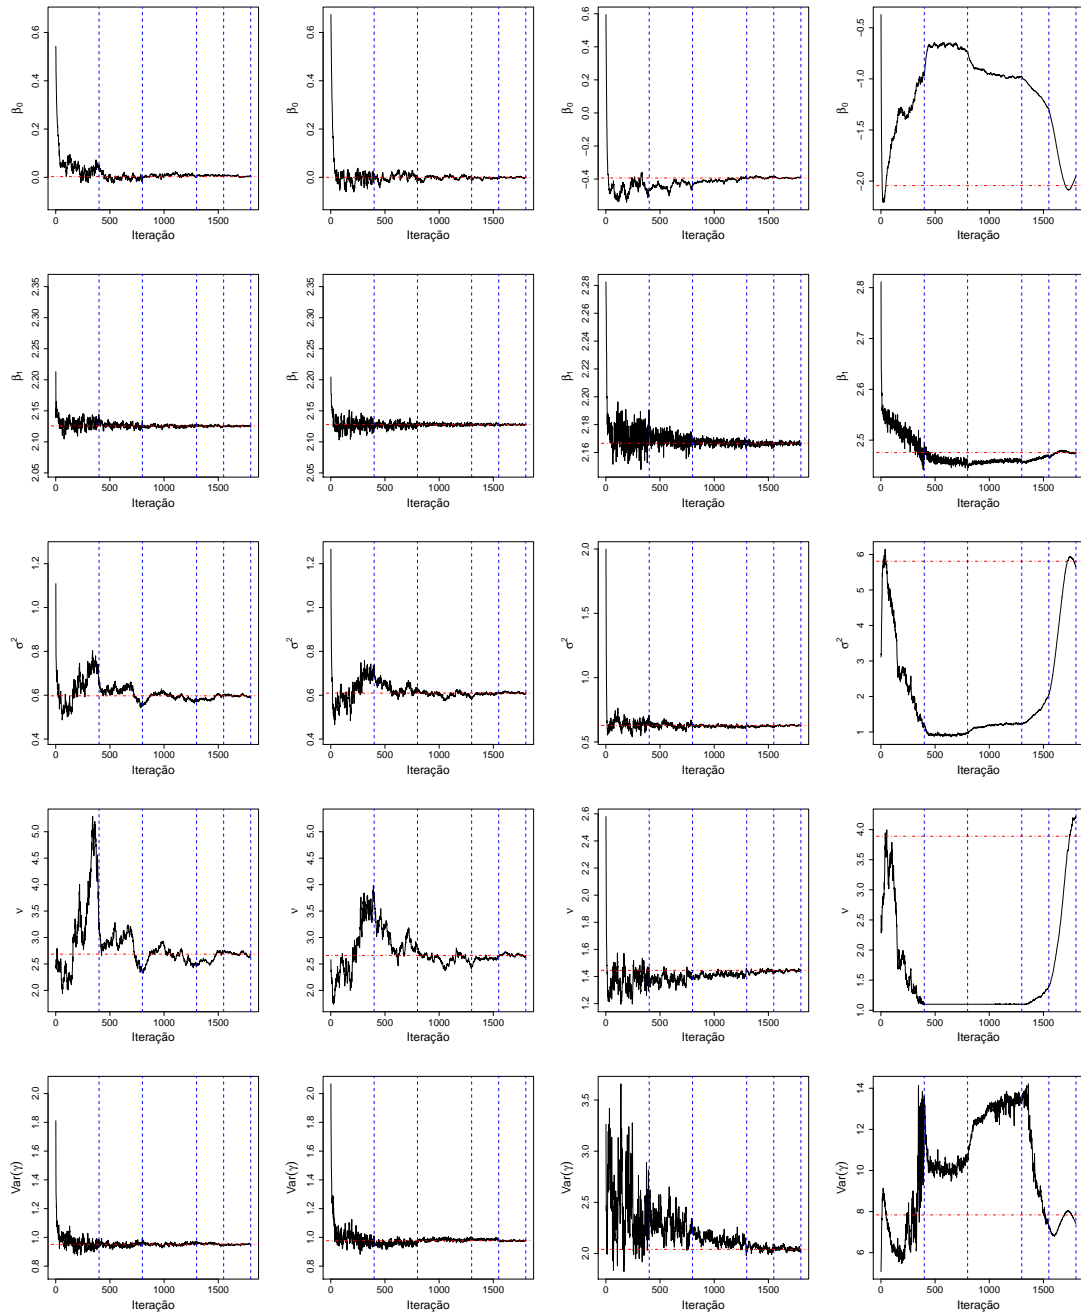 β₀
0.0 0.2 0.4 0.6
0 500 1000 1500
Iteração
β₀
0.0 0.2 0.4 0.6
0 500 1000 1500
Iteração
β₀
−0.4 −0.2 0.0 0.2 0.4 0.6
0 500 1000 1500
Iteração
β₀
−2.0 −1.5 −1.0 −0.5
0 500 1000 1500
Iteração
β₁
2.05 2.10 2.15 2.20 2.25 2.30 2.35
0 500 1000 1500
Iteração
β₁
2.05 2.10 2.15 2.20 2.25 2.30 2.35
0 500 1000 1500
Iteração
β₁
2.16 2.18 2.20 2.22 2.24 2.26 2.28
0 500 1000 1500
Iteração
β₁
2.5 2.6 2.7 2.8
0 500 1000 1500
Iteração
σ²
0.4 0.6 0.8 1.0 1.2
0 500 1000 1500
Iteração
σ²
0.4 0.6 0.8 1.0 1.2
0 500 1000 1500
Iteração
σ²
0.5 1.0 1.5 2.0
0 500 1000 1500
Iteração
σ²
1 2 3 4 5 6
0 500 1000 1500
Iteração
ν
2.0 2.5 3.0 3.5 4.0 4.5 5.0
0 500 1000 1500
Iteração
ν
2.0 2.5 3.0 3.5 4.0 4.5 5.0
0 500 1000 1500
Iteração
ν
1.2 1.4 1.6 1.8 2.0 2.2 2.4 2.6
0 500 1000 1500
Iteração
ν
1.0 1.5 2.0 2.5 3.0 3.5 4.0
0 500 1000 1500
Iteração
Var(γ)
0.8 1.0 1.2 1.4 1.6 1.8 2.0
0 500 1000 1500
Iteração
Var(γ)
0.8 1.0 1.2 1.4 1.6 1.8 2.0
0 500 1000 1500
Iteração
Var(γ)
2.0 2.5 3.0 3.5
0 500 1000 1500
Iteração
Var(γ)
6 8 10 12 14
0 500 1000 1500
Iteração